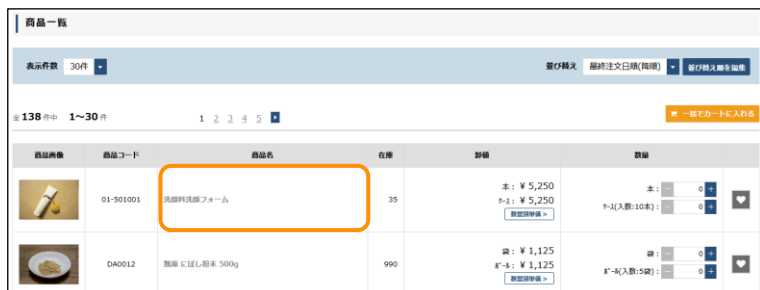 商品一覧
表示件数 30件
並び替え 最終注文日順(降順) 並び替え順を編集
全138件中 1〜30件 1 2 3 4 5
一括でカートに入れる
商品画像 商品コード 商品名 在庫 卸値 数量
01-501001 洗顔料洗顔フォーム 35
本: ¥ 5,250
ケース: ¥ 5,250
数量別単価 >
本: − 0 +
ケース(入数:10本): − 0 +
DA0012 無添 にぼし粉末 500g 990
袋: ¥ 1,125
ボール: ¥ 1,125
数量別単価 >
袋: − 0 +
ボール(入数:5袋): − 0 +